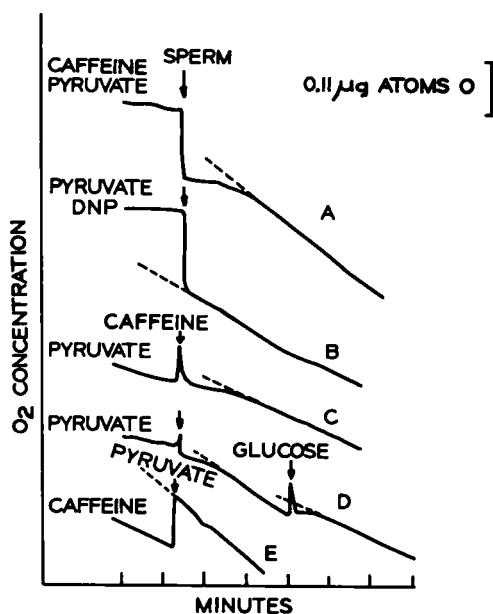 SPERM
CAFFEINE
PYRUVATE
0.11 µg ATOMS O
PYRUVATE
DNP
A
B
CAFFEINE
PYRUVATE
C
PYRUVATE
PYRUVATE
GLUCOSE
D
CAFFEINE
E
O2 CONCENTRATION
MINUTES